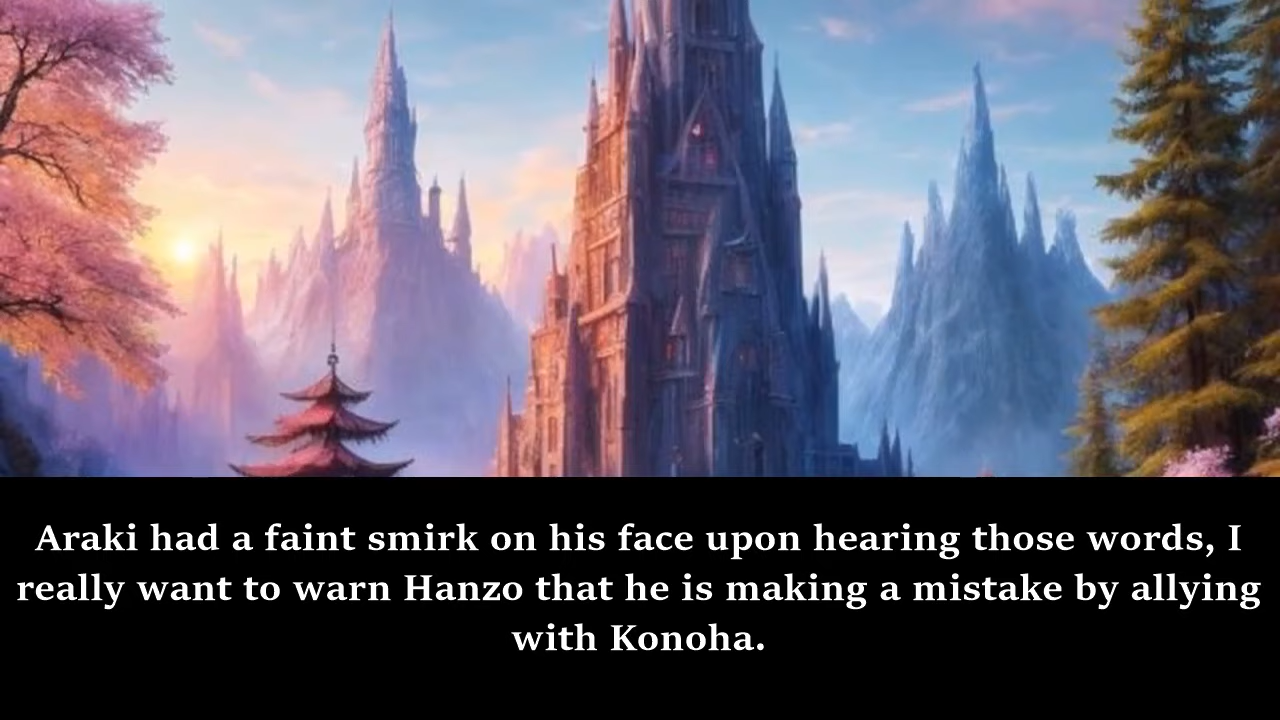 Araki had a faint smirk on his face upon hearing those words, I
really want to warn Hanzo that he is making a mistake by allying
with Konoha.